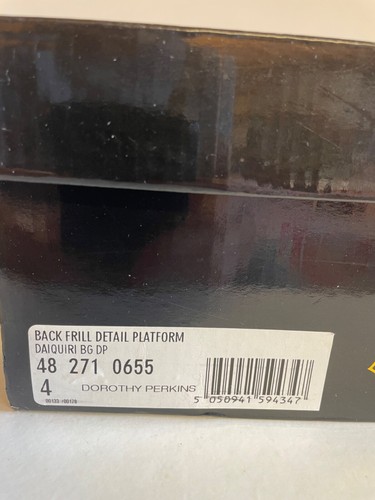 BACK FRILL DETAIL PLATFORM
DAIQUIRI BG DP
48 271 0655
4 DOROTHY PERKINS
5 050941 594347